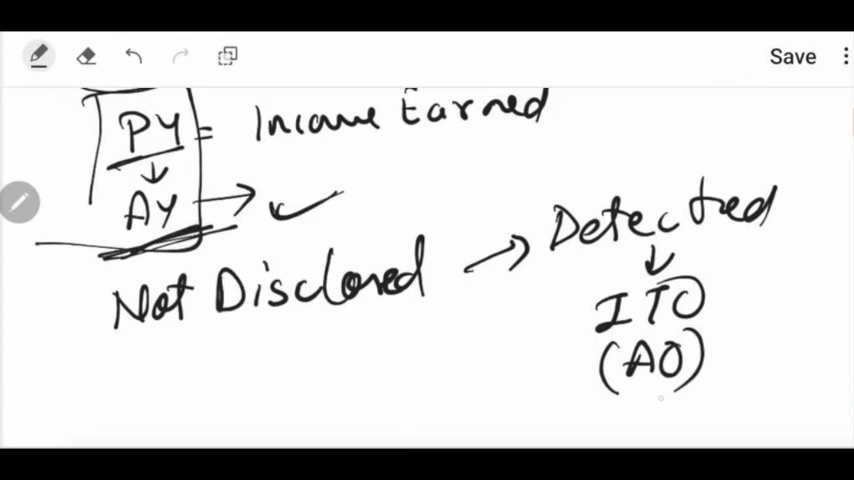 Save
PY = Income Earned
↓
AY → ✓
Not Disclosed → Detected
↓
ITO
(AO)